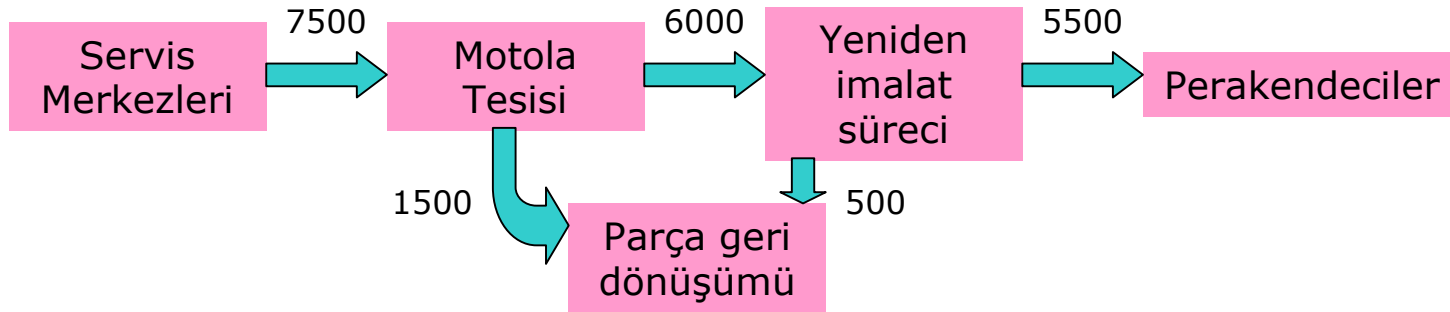 7500
6000
5500
Servis
Merkezleri
Motola
Tesisi
Yeniden
imalat
süreci
Perakendeciler
1500
500
Parça geri
dönüşümü